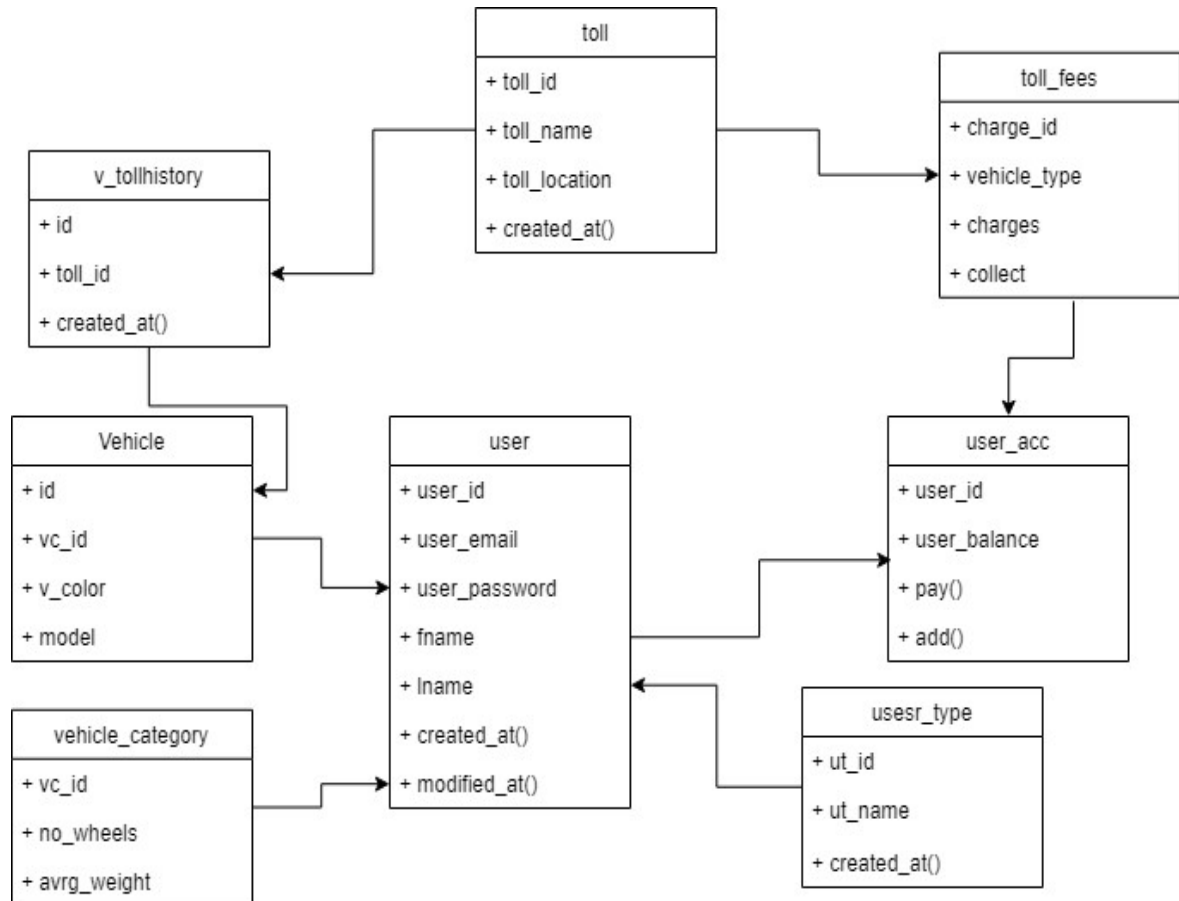 toll
+ toll_id
+ toll_name
+ toll_location
+ created_at()
toll_fees
+ charge_id
+ vehicle_type
+ charges
+ collect
v_tollhistory
+ id
+ toll_id
+ created_at()
Vehicle
+ id
+ vc_id
+ v_color
+ model
user
+ user_id
+ user_email
+ user_password
+ fname
+ lname
+ created_at()
+ modified_at()
user_acc
+ user_id
+ user_balance
+ pay()
+ add()
vehicle_category
+ vc_id
+ no_wheels
+ avrg_weight
usesr_type
+ ut_id
+ ut_name
+ created_at()